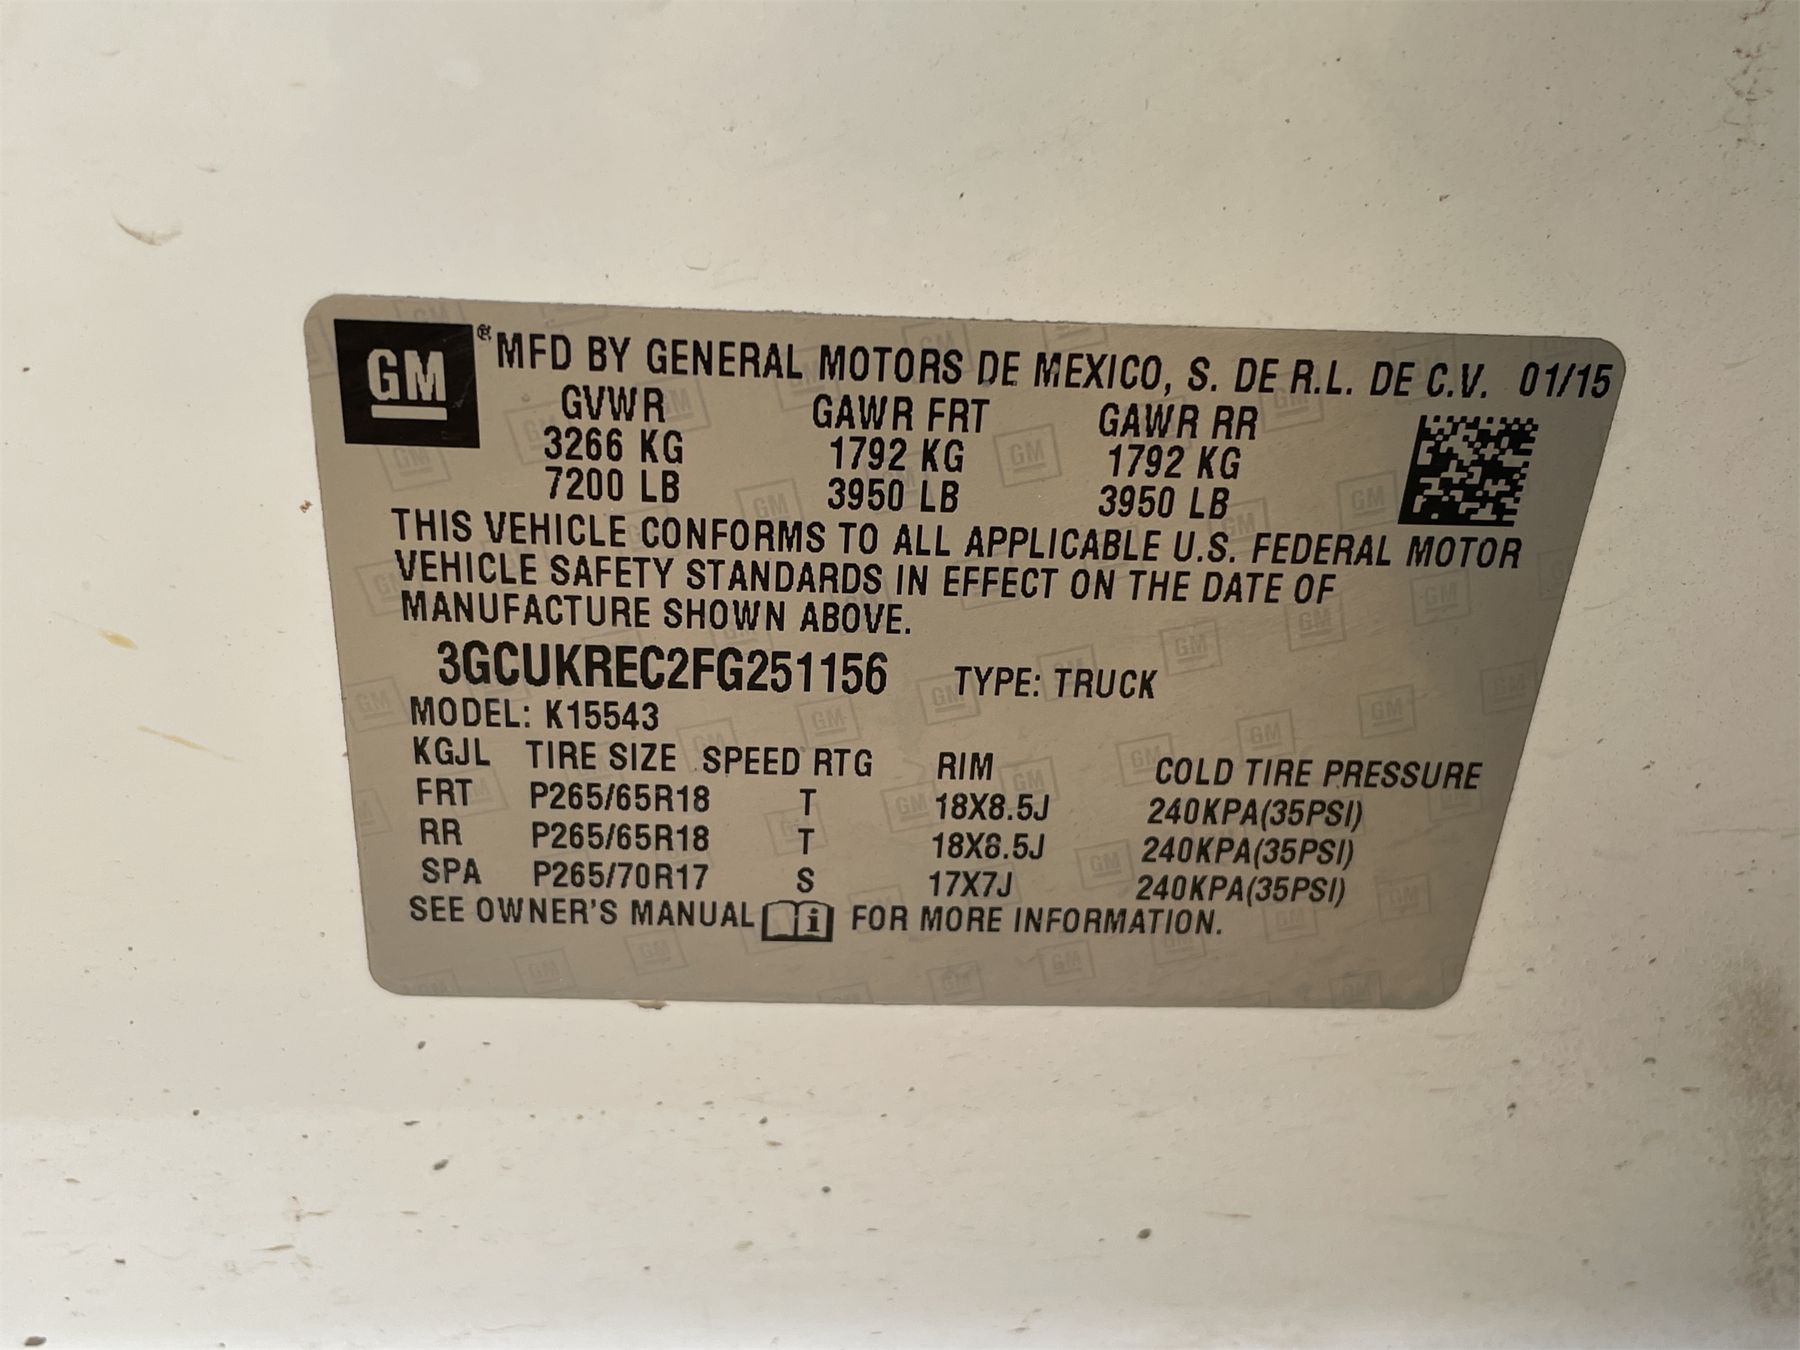 GM ® MFD BY GENERAL MOTORS DE MEXICO, S. DE R.L. DE C.V. 01/15
GVWR GAWR FRT GAWR RR
3266 KG 1792 KG 1792 KG
7200 LB 3950 LB 3950 LB
THIS VEHICLE CONFORMS TO ALL APPLICABLE U.S. FEDERAL MOTOR
VEHICLE SAFETY STANDARDS IN EFFECT ON THE DATE OF
MANUFACTURE SHOWN ABOVE.
3GCUKREC2FG251156 TYPE: TRUCK
MODEL: K15543
KGJL TIRE SIZE SPEED RTG RIM COLD TIRE PRESSURE
FRT P265/65R18 T 18X8.5J 240KPA(35PSI)
RR P265/65R18 T 18X8.5J 240KPA(35PSI)
SPA P265/70R17 S 17X7J 240KPA(35PSI)
SEE OWNER'S MANUAL i FOR MORE INFORMATION.